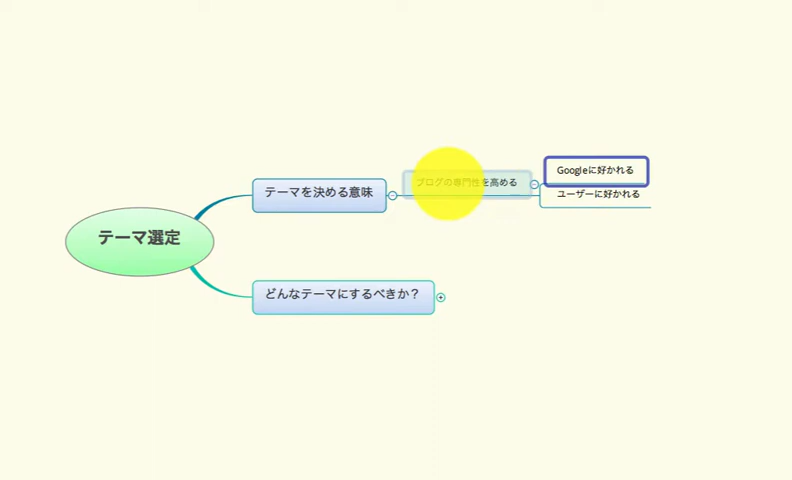 テーマ選定
テーマを決める意味
ブログの専門性を高める
Googleに好かれる
ユーザーに好かれる
どんなテーマにするべきか？